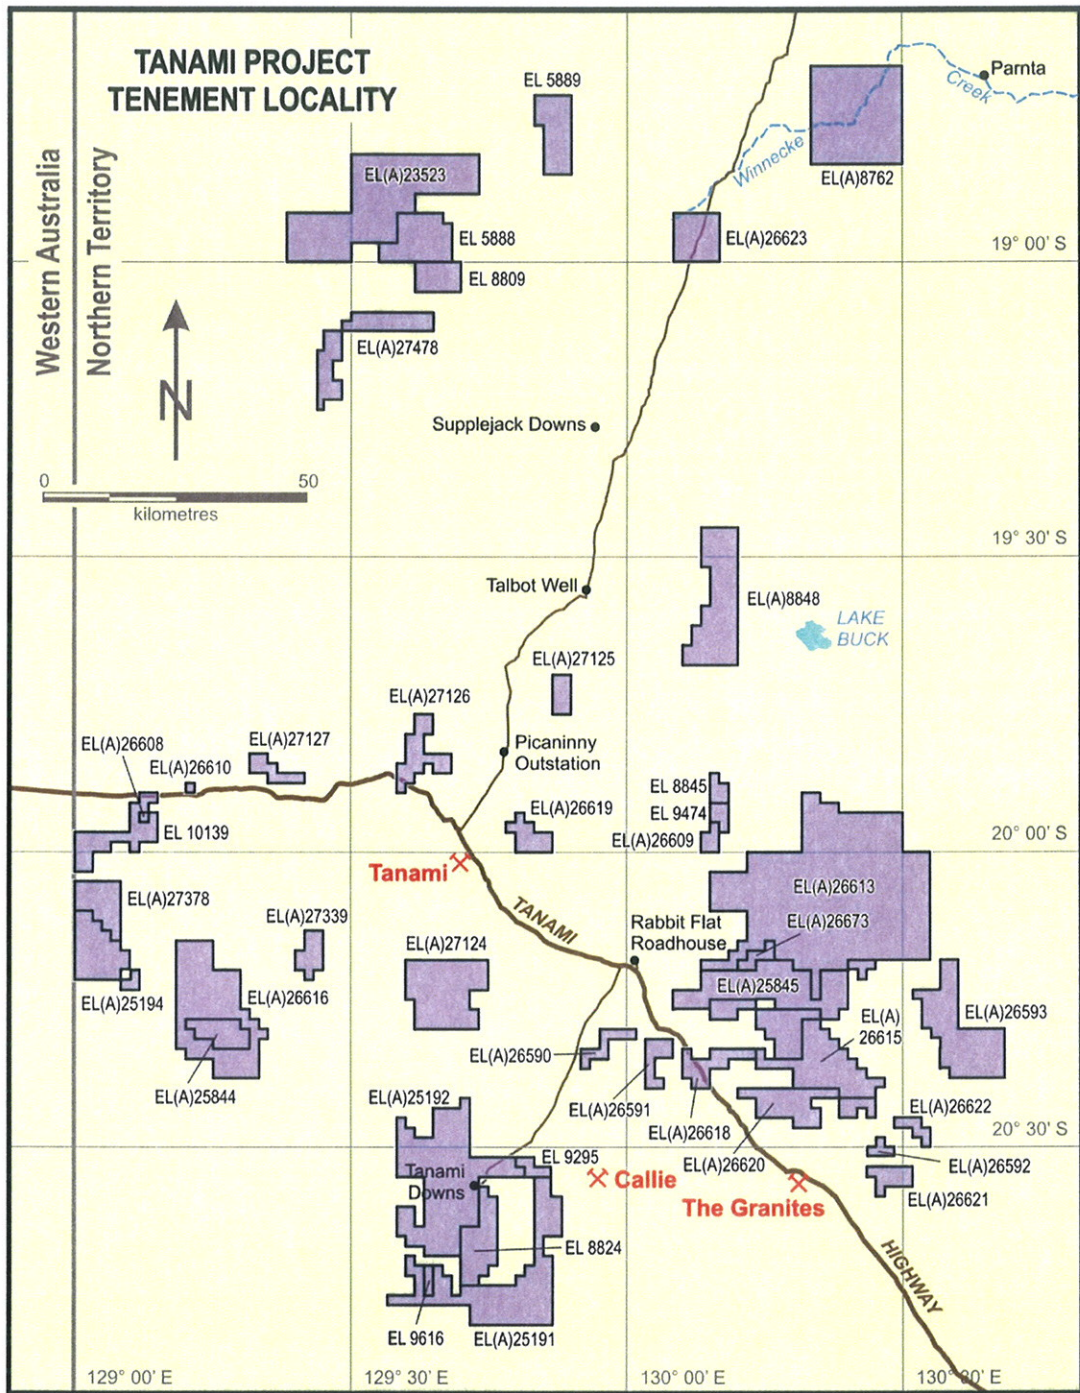 TANAMI PROJECT
TENEMENT LOCALITY
EL 5889
Parnta
Creek
Winnecke
EL(A)8762
EL(A)23523
Western Australia
Northern Territory
EL 5888
EL(A)26623
19° 00' S
EL 8809
EL(A)27478
N
Supplejack Downs
0
50
kilometres
19° 30' S
Talbot Well
EL(A)8848
LAKE
BUCK
EL(A)27125
EL(A)27126
EL(A)26608
EL(A)27127
EL(A)26610
Picaninny
Outstation
EL 8845
EL 9474
EL(A)26619
EL(A)26609
EL 10139
20° 00' S
Tanami
EL(A)27378
EL(A)27339
TANAMI
EL(A)26613
EL(A)26673
Rabbit Flat
Roadhouse
EL(A)27124
EL(A)25845
EL(A)25194
EL(A)26616
EL(A)26593
EL(A)
26615
EL(A)26590
EL(A)25844
EL(A)25192
EL(A)26591
EL(A)26622
EL(A)26618
20° 30' S
EL 9295
EL(A)26620
EL(A)26592
Tanami
Downs
Callie
The Granites
EL(A)26621
EL 8824
HIGHWAY
EL 9616
EL(A)25191
129° 00' E
129° 30' E
130° 00' E
130° 30' E